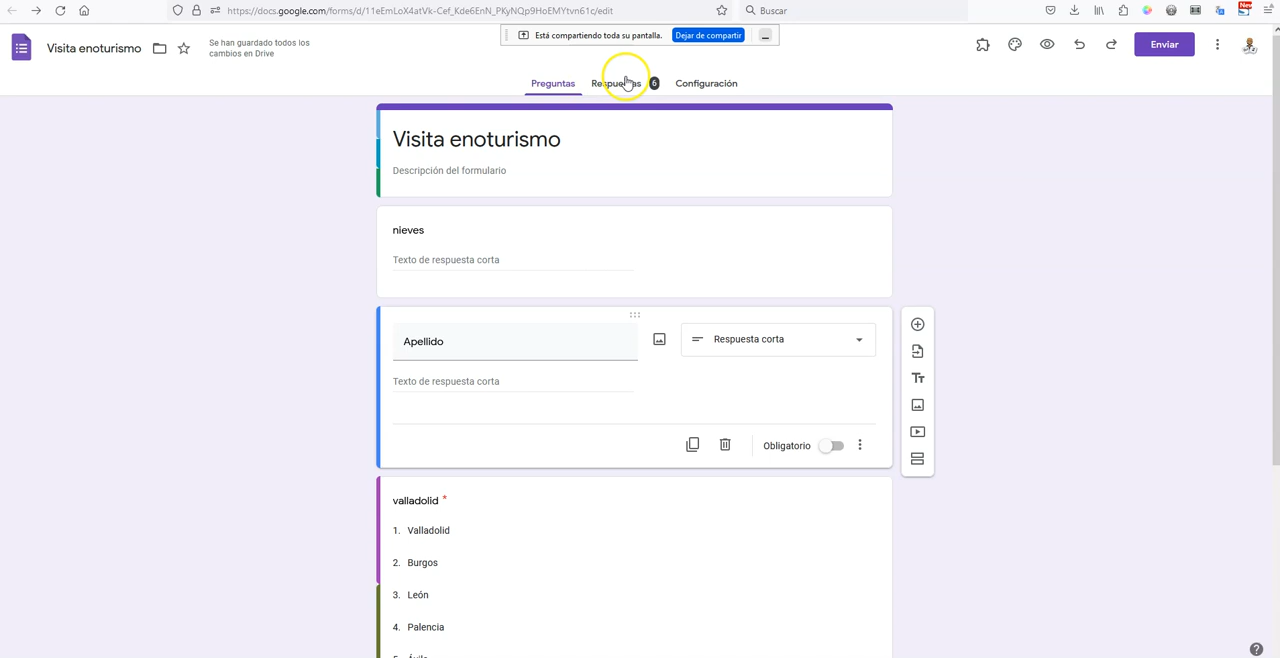 https://docs.google.com/forms/d/11eEmLoX4atVk-Cef_Kde6EnN_PKyNQp9HoEMYtvn61c/edit
Buscar
New
Visita enoturismo
Se han guardado todos los
cambios en Drive
Está compartiendo toda su pantalla.
Dejar de compartir
Enviar
Preguntas
Respuestas
6
Configuración
Visita enoturismo
Descripción del formulario
nieves
Texto de respuesta corta
Apellido
Respuesta corta
Texto de respuesta corta
Obligatorio
valladolid *
1. Valladolid
2. Burgos
3. León
4. Palencia